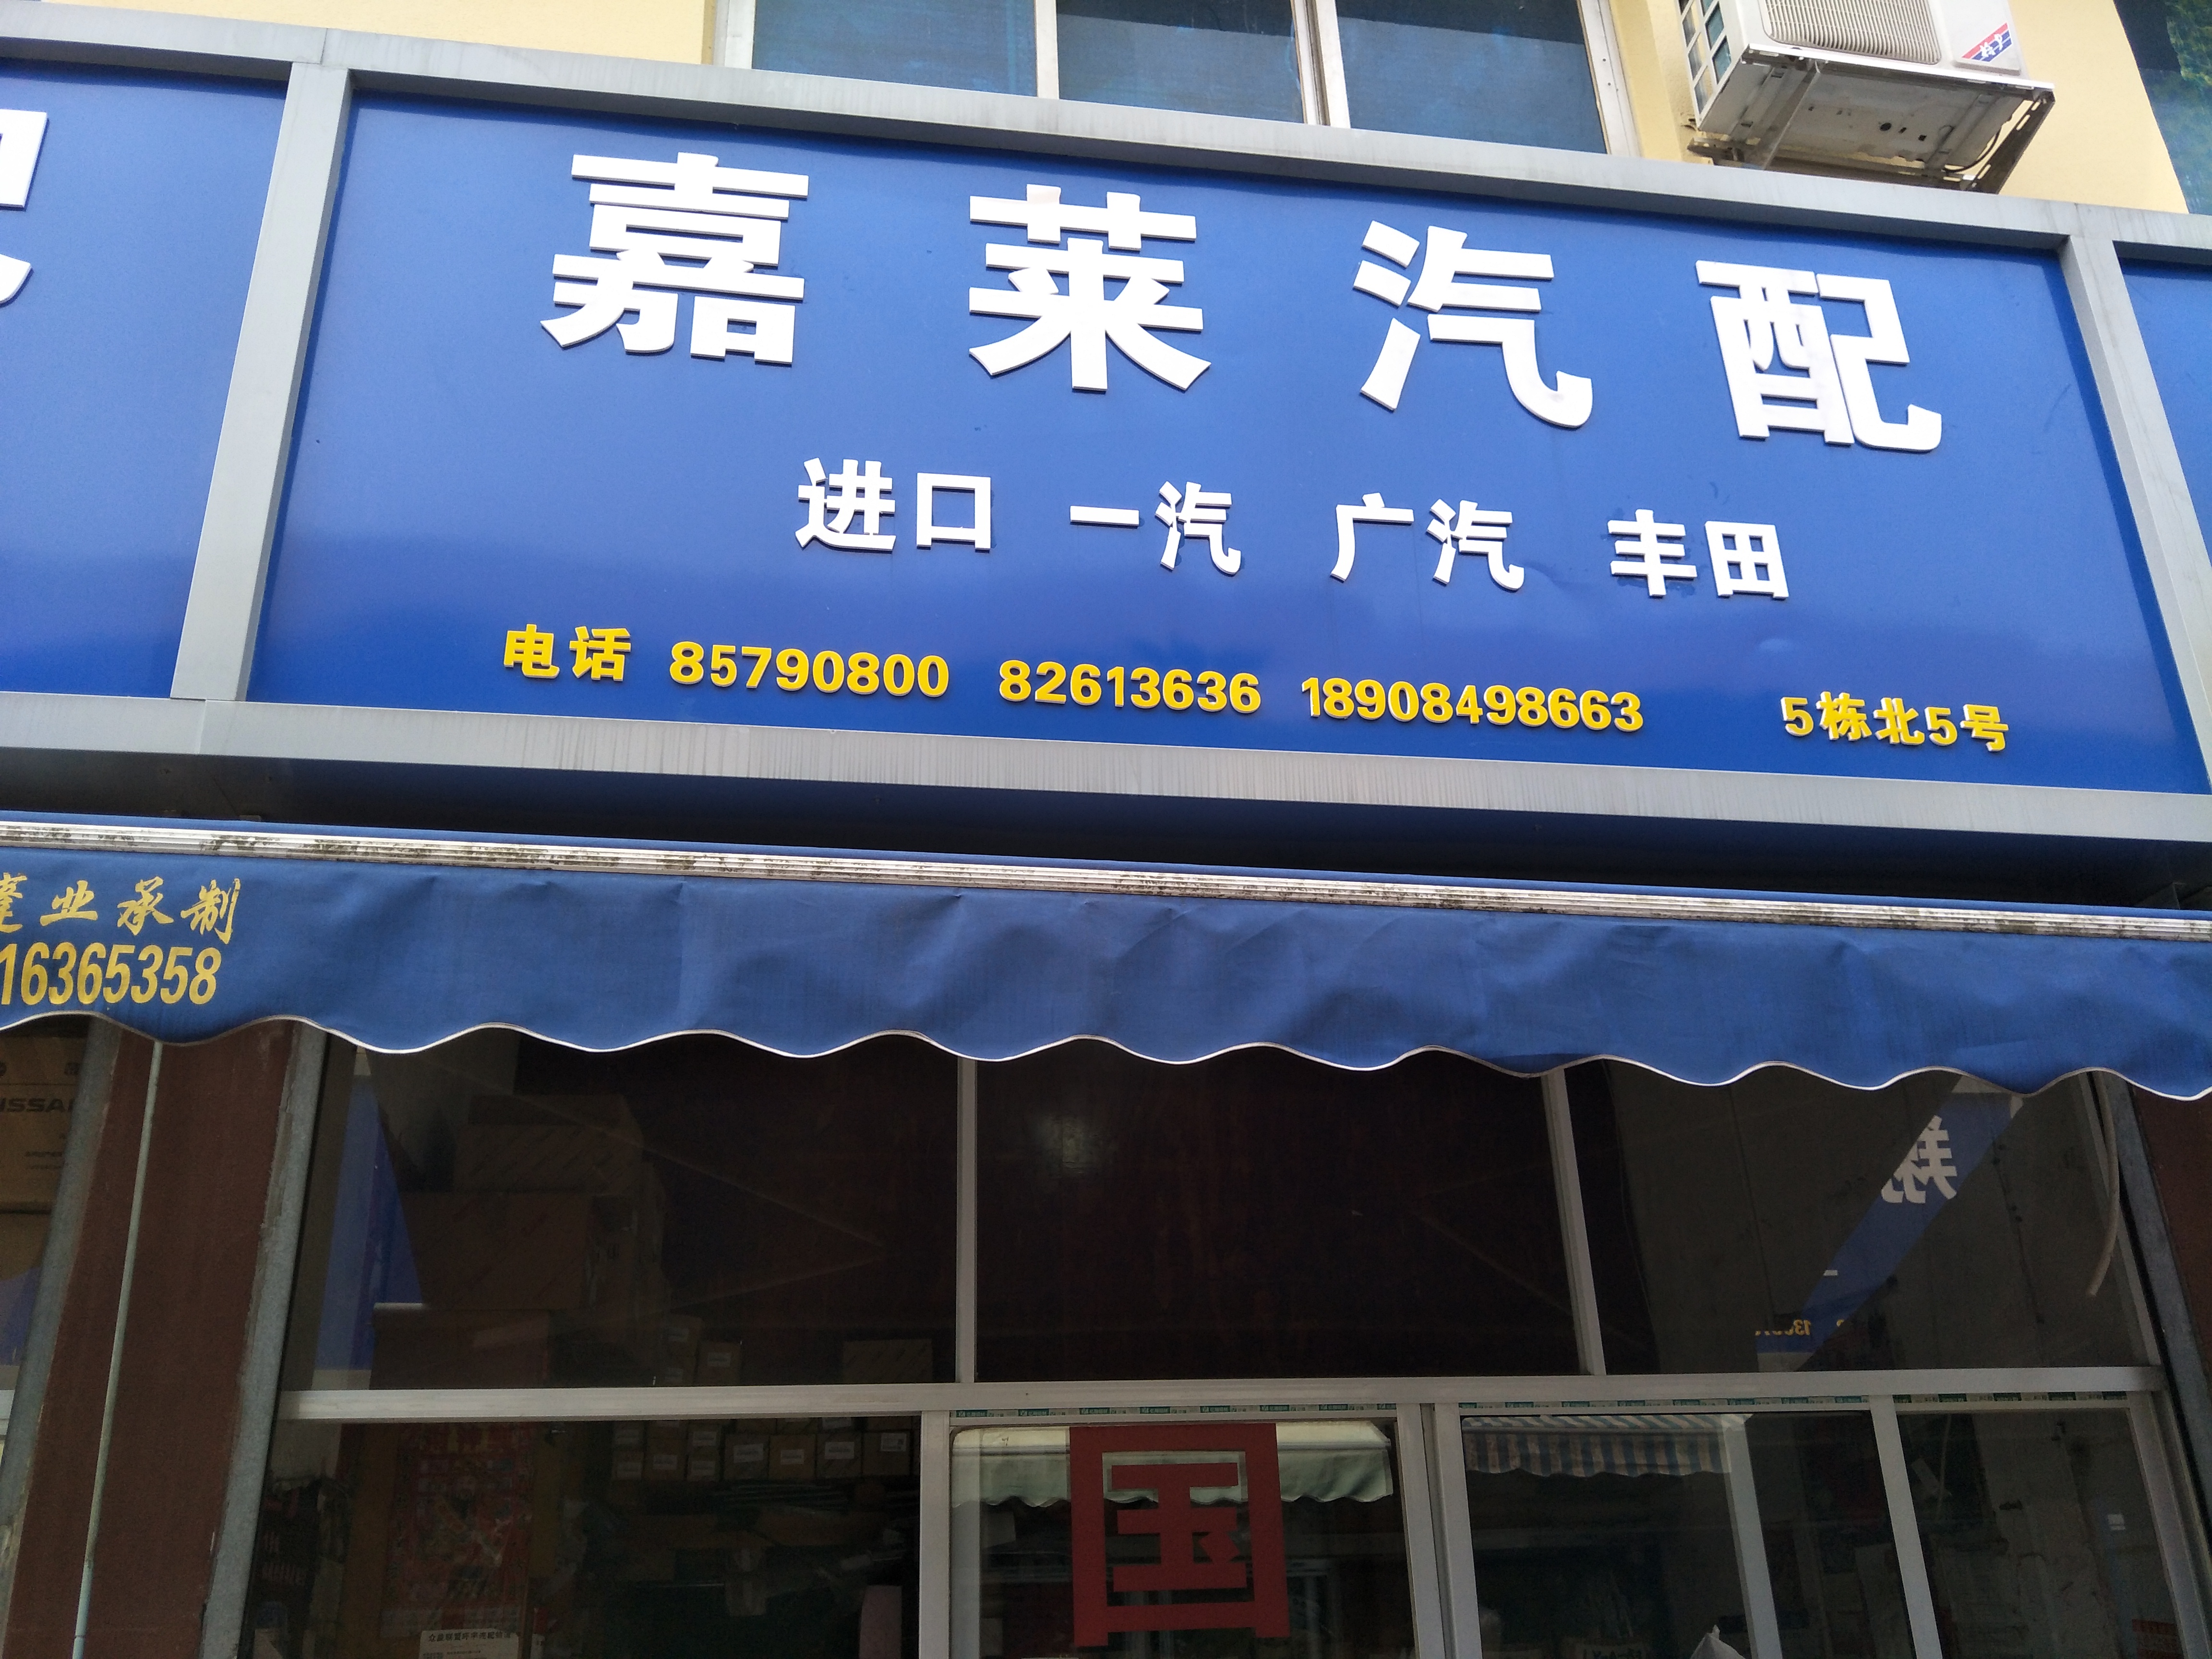 嘉莱汽配
进口 一汽 广汽 丰田
电话 85790800 82613636 18908498663 5栋北5号
篷业承制
16365358
国